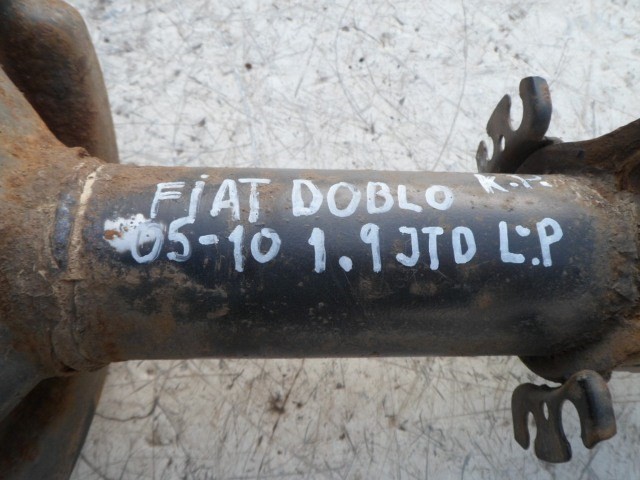 FiAT DOBLO K.P.
05-10 1.9 JTD L.P